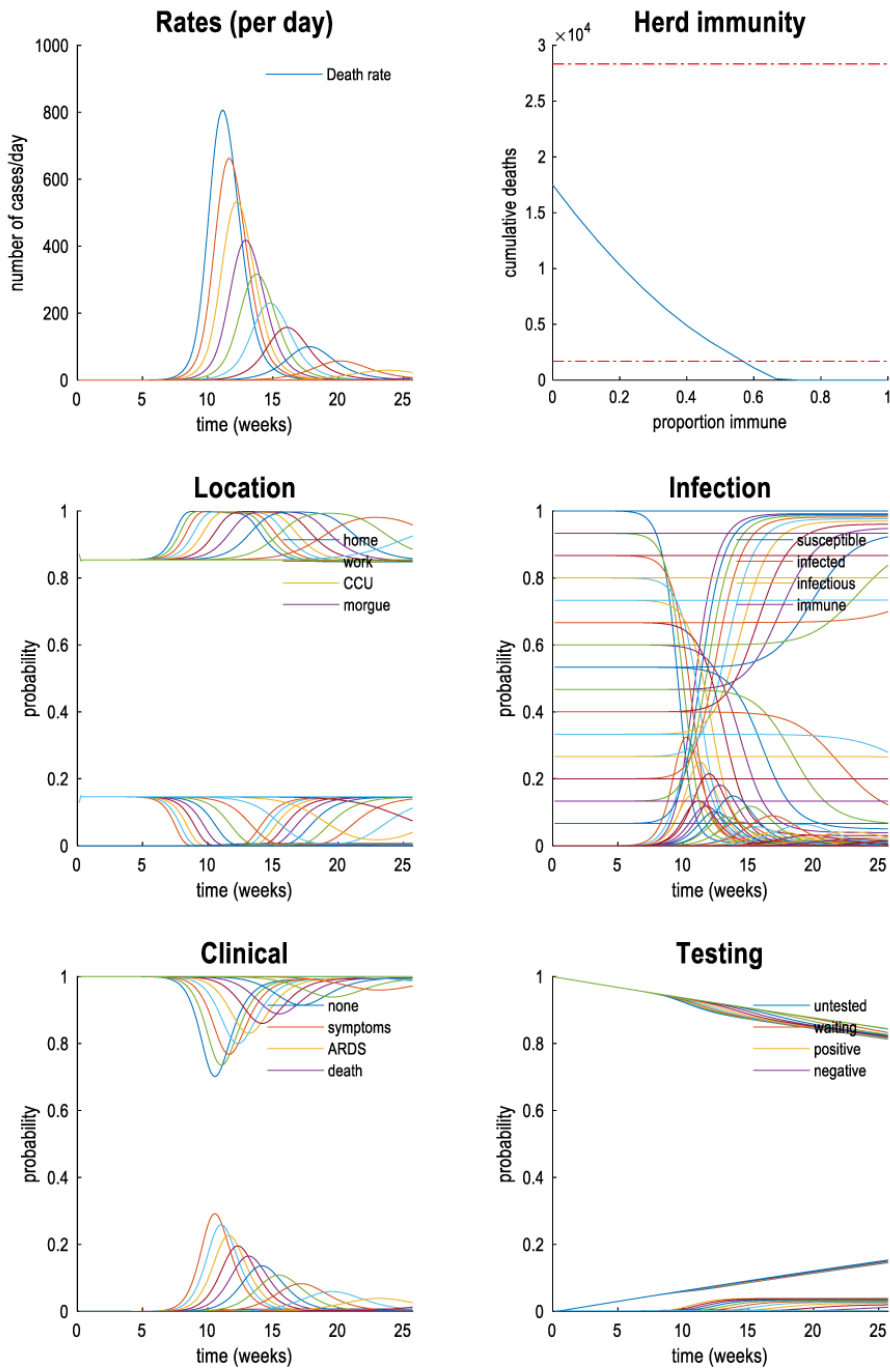 Rates (per day)
1000
800
600
400
200
0
number of cases/day
Death rate
0 5 10 15 20 25
time (weeks)
Herd immunity
×10⁴
3
2.5
2
1.5
1
0.5
0
cumulative deaths
0 0.2 0.4 0.6 0.8 1
proportion immune
Location
1
0.8
0.6
0.4
0.2
0
probability
home
work
CCU
morgue
0 5 10 15 20 25
time (weeks)
Infection
1
0.8
0.6
0.4
0.2
0
probability
susceptible
infected
infectious
immune
0 5 10 15 20 25
time (weeks)
Clinical
1
0.8
0.6
0.4
0.2
0
probability
none
symptoms
ARDS
death
0 5 10 15 20 25
time (weeks)
Testing
1
0.8
0.6
0.4
0.2
0
probability
untested
waiting
positive
negative
0 5 10 15 20 25
time (weeks)